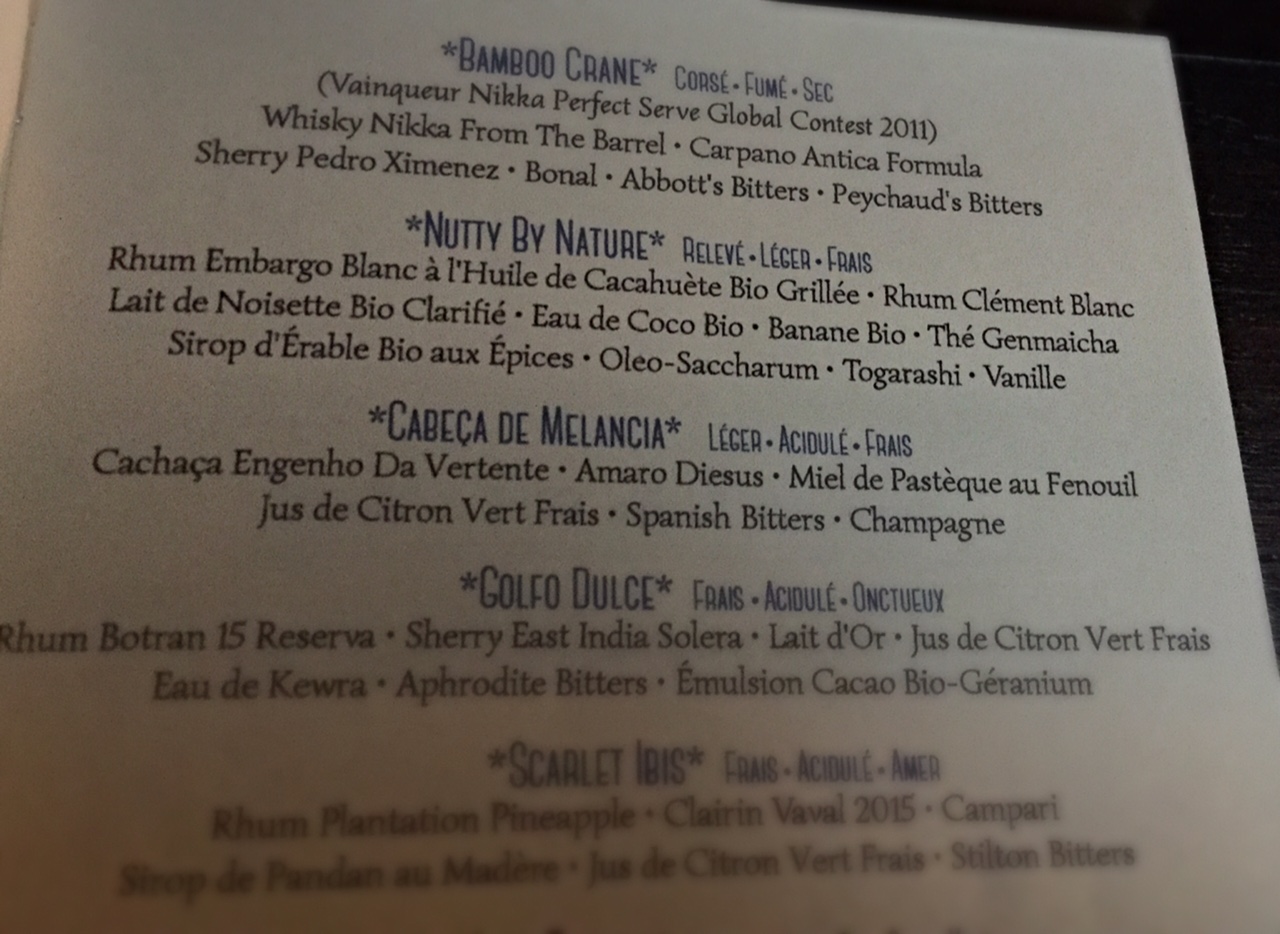 *BAMBOO CRANE* CORSÉ • FUMÉ • SEC
(Vainqueur Nikka Perfect Serve Global Contest 2011)
Whisky Nikka From The Barrel • Carpano Antica Formula
Sherry Pedro Ximenez • Bonal • Abbott's Bitters • Peychaud's Bitters
*NUTTY BY NATURE* RELEVÉ • LÉGER • FRAIS
Rhum Embargo Blanc à l'Huile de Cacahuète Bio Grillée • Rhum Clément Blanc
Lait de Noisette Bio Clarifié • Eau de Coco Bio • Banane Bio • Thé Genmaicha
Sirop d'Érable Bio aux Épices • Oleo-Saccharum • Togarashi • Vanille
*CABEÇA DE MELANCIA* LÉGER • ACIDULÉ • FRAIS
Cachaça Engenho Da Vertente • Amaro Diesus • Miel de Pastèque au Fenouil
Jus de Citron Vert Frais • Spanish Bitters • Champagne
*GOLFO DULCE* FRAIS • ACIDULÉ • ONCTUEUX
Rhum Botran 15 Reserva • Sherry East India Solera • Lait d'Or • Jus de Citron Vert Frais
Eau de Kewra • Aphrodite Bitters • Émulsion Cacao Bio-Géranium
*SCARLET IBIS* FRAIS • ACIDULÉ • AMER
Rhum Plantation Pineapple • Clairin Vaval 2015 • Campari
Sirop de Pandan au Madère • Jus de Citron Vert Frais • Stilton Bitters